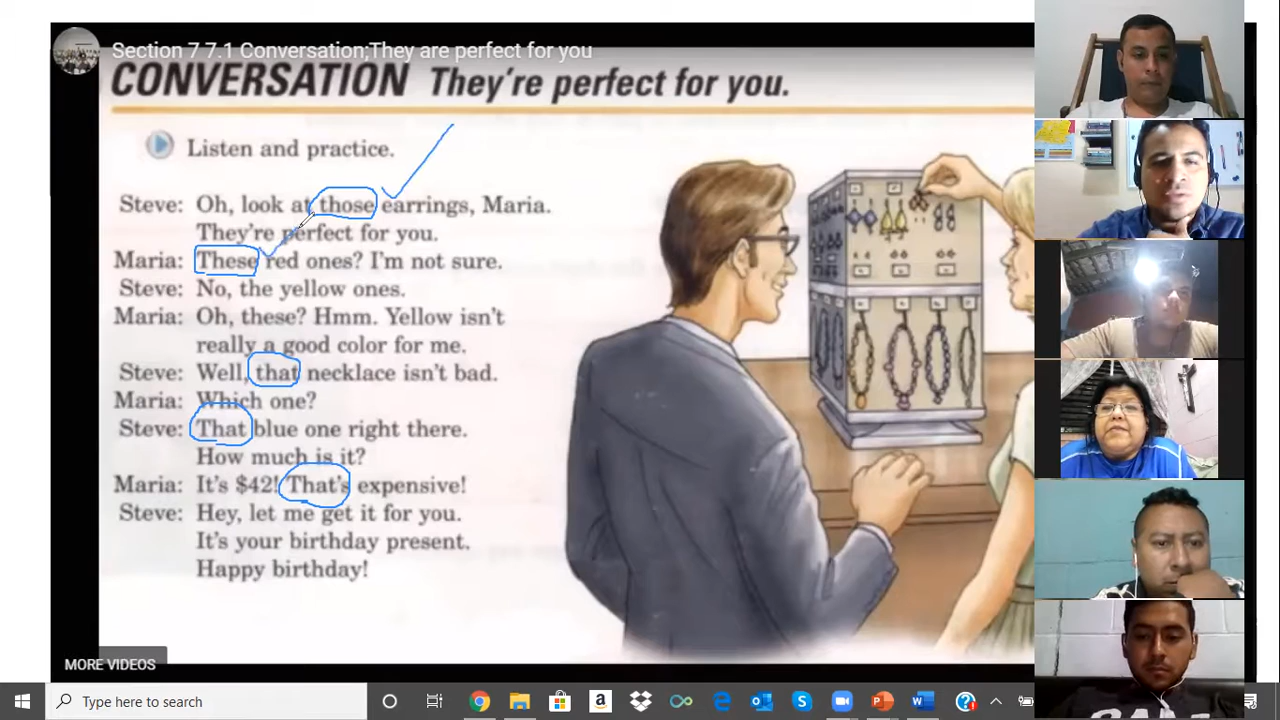 Section 7 7.1 Conversation;They are perfect for you
CONVERSATION They're perfect for you.
Listen and practice.
Steve: Oh, look at those earrings, Maria.
They're perfect for you.
Maria: These red ones? I'm not sure.
Steve: No, the yellow ones.
Maria: Oh, these? Hmm. Yellow isn't
really a good color for me.
Steve: Well, that necklace isn't bad.
Maria: Which one?
Steve: That blue one right there.
How much is it?
Maria: It's $42! That's expensive!
Steve: Hey, let me get it for you.
It's your birthday present.
Happy birthday!
MORE VIDEOS
Type here to search